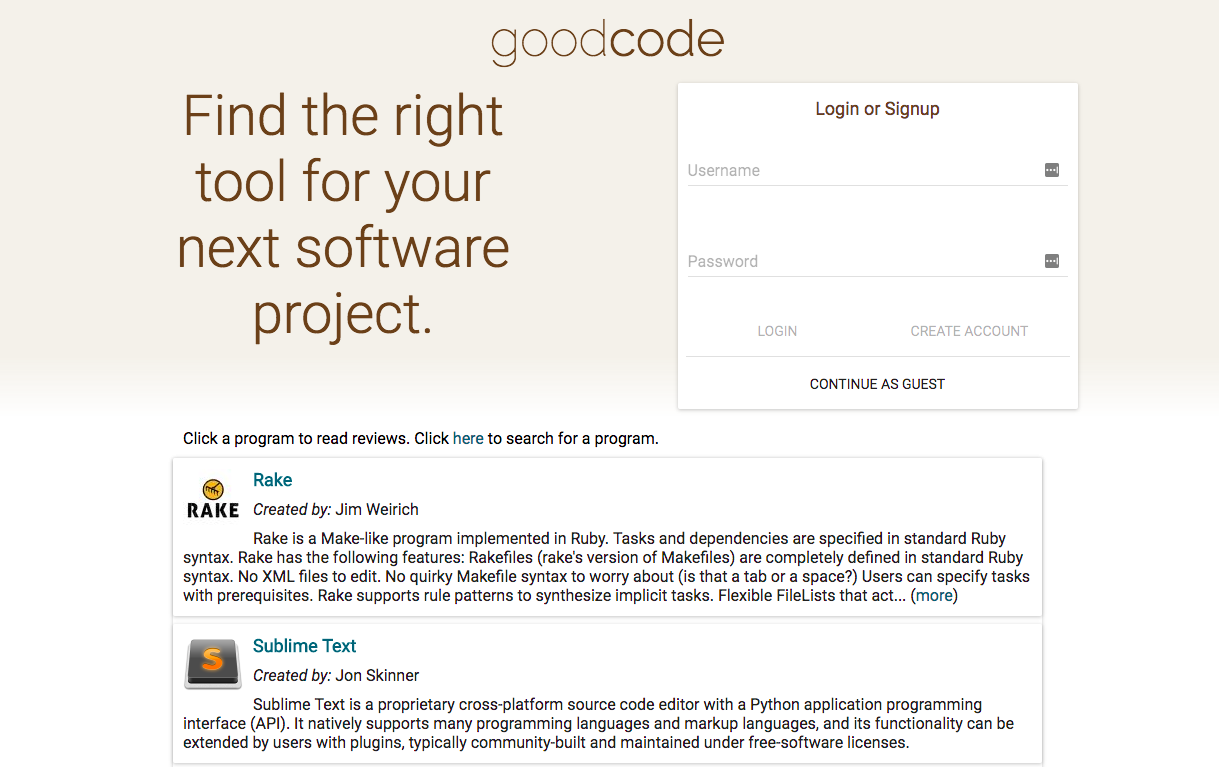 goodcode
Find the right
tool for your
next software
project.
Login or Signup
Username
Password
LOGIN CREATE ACCOUNT
CONTINUE AS GUEST
Click a program to read reviews. Click here to search for a program.
RAKE
Rake
Created by: Jim Weirich
Rake is a Make-like program implemented in Ruby. Tasks and dependencies are specified in standard Ruby
syntax. Rake has the following features: Rakefiles (rake's version of Makefiles) are completely defined in standard Ruby
syntax. No XML files to edit. No quirky Makefile syntax to worry about (is that a tab or a space?) Users can specify tasks
with prerequisites. Rake supports rule patterns to synthesize implicit tasks. Flexible FileLists that act... (more)
S
Sublime Text
Created by: Jon Skinner
Sublime Text is a proprietary cross-platform source code editor with a Python application programming
interface (API). It natively supports many programming languages and markup languages, and its functionality can be
extended by users with plugins, typically community-built and maintained under free-software licenses.